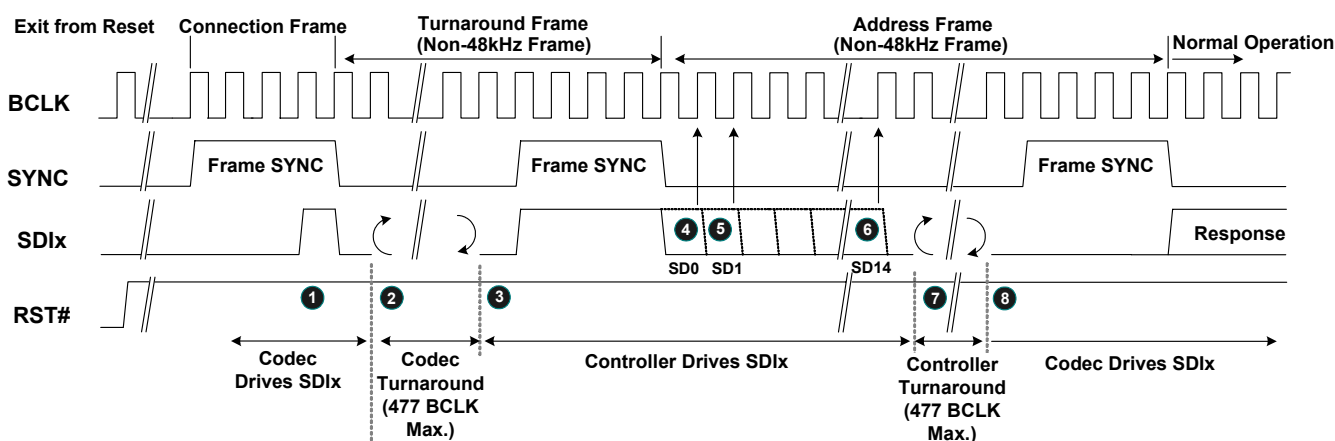 Exit from Reset
Connection Frame
Turnaround Frame
(Non-48kHz Frame)
Address Frame
(Non-48kHz Frame)
Normal Operation
BCLK
SYNC
Frame SYNC
Frame SYNC
Frame SYNC
SDIx
4
5
6
Response
SD0
SD1
SD14
RST#
1
2
3
7
8
Codec
Drives SDIx
Codec
Turnaround
(477 BCLK
Max.)
Controller Drives SDIx
Controller
Turnaround
(477 BCLK
Max.)
Codec Drives SDIx